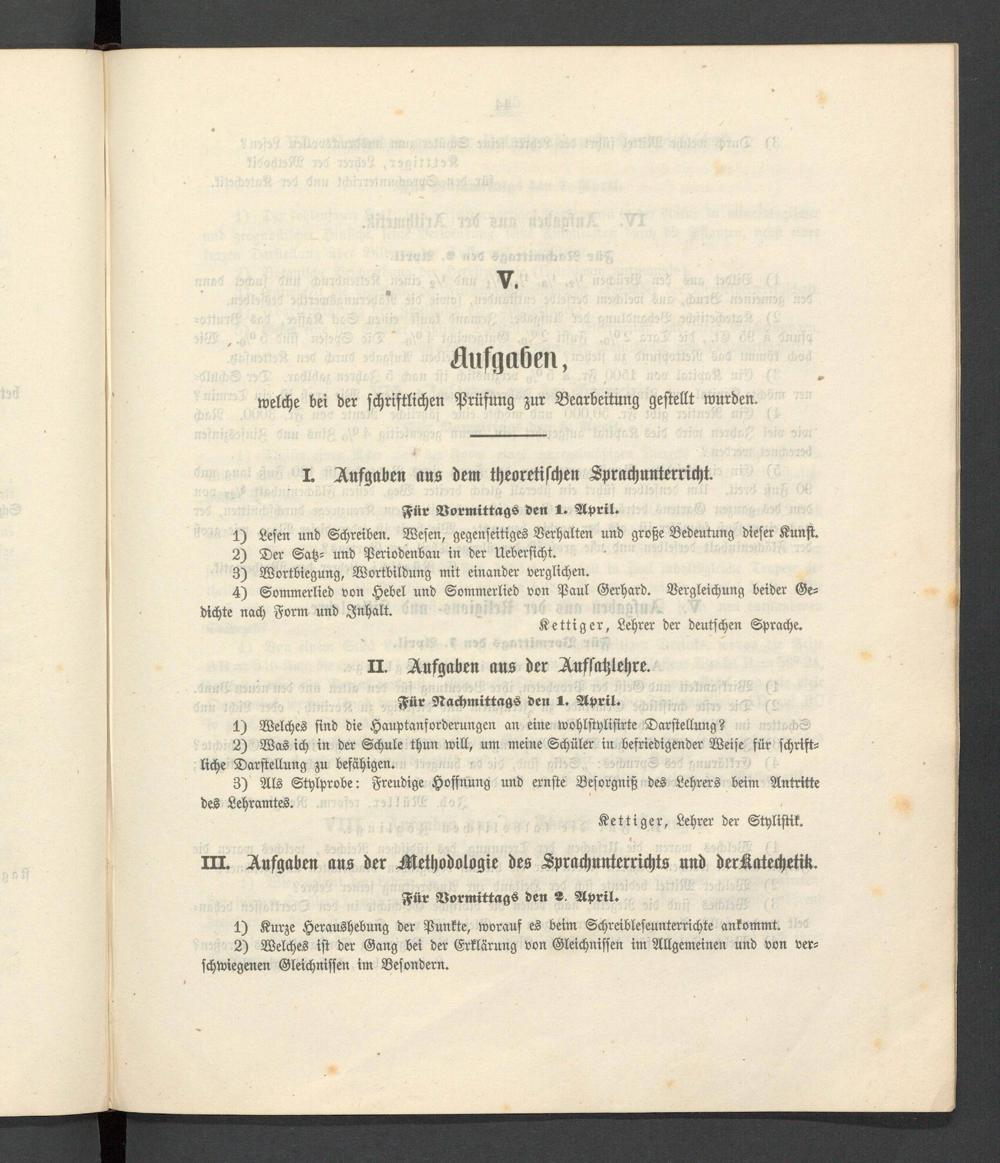 V.
Aufgaben,
welche bei der schriftlichen Prüfung zur Bearbeitung gestellt wurden.
I. Aufgaben aus dem theoretischen Sprachunterricht.
Für Vormittags den 1. April.
1) Lesen und Schreiben. Wesen, gegenseitiges Verhalten und große Bedeutung dieser Kunst.
2) Der Satz- und Periodenbau in der Uebersicht.
3) Wortbiegung, Wortbildung mit einander verglichen.
4) Sommerlied von Hebel und Sommerlied von Paul Gerhard. Vergleichung beider Ge-
dichte nach Form und Inhalt.
Kettiger, Lehrer der deutschen Sprache.
II. Aufgaben aus der Aufsatzlehre.
Für Nachmittags den 1. April.
1) Welches sind die Hauptanforderungen an eine wohlstylisirte Darstellung?
2) Was ich in der Schule thun will, um meine Schüler in befriedigender Weise für schrift-
liche Darstellung zu befähigen.
3) Als Stylprobe: Freudige Hoffnung und ernste Besorgniß des Lehrers beim Antritte
des Lehramtes.
Kettiger, Lehrer der Stylistik.
III. Aufgaben aus der Methodologie des Sprachunterrichts und der Katechetik.
Für Vormittags den 2. April.
1) Kurze Heraushebung der Punkte, worauf es beim Schreibleseunterrichte ankommt.
2) Welches ist der Gang bei der Erklärung von Gleichnissen im Allgemeinen und von ver-
schwiegenen Gleichnissen im Besondern.